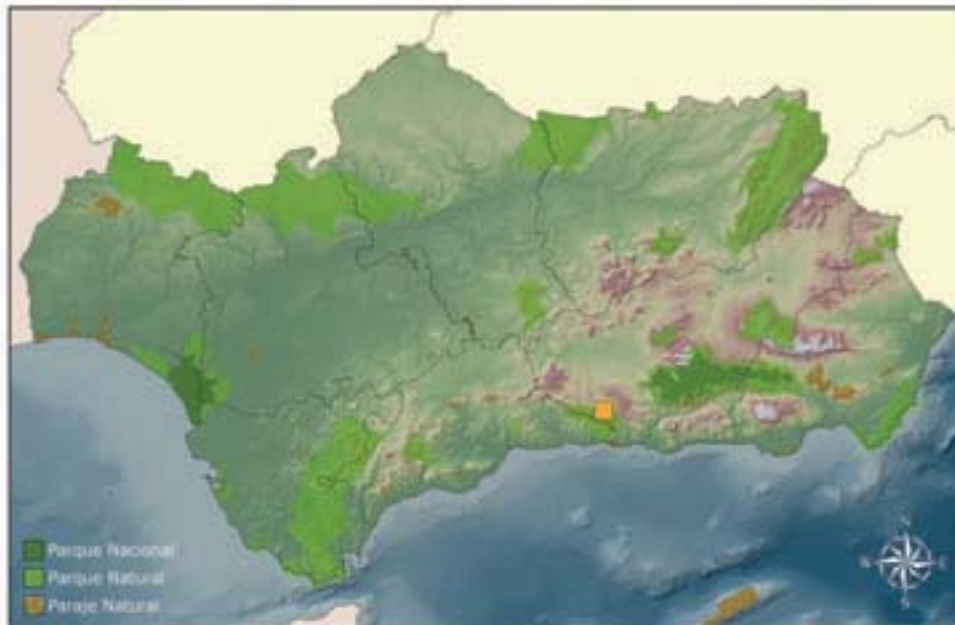 Parque Nacional
Parque Natural
Paraje Natural
N
W E
S